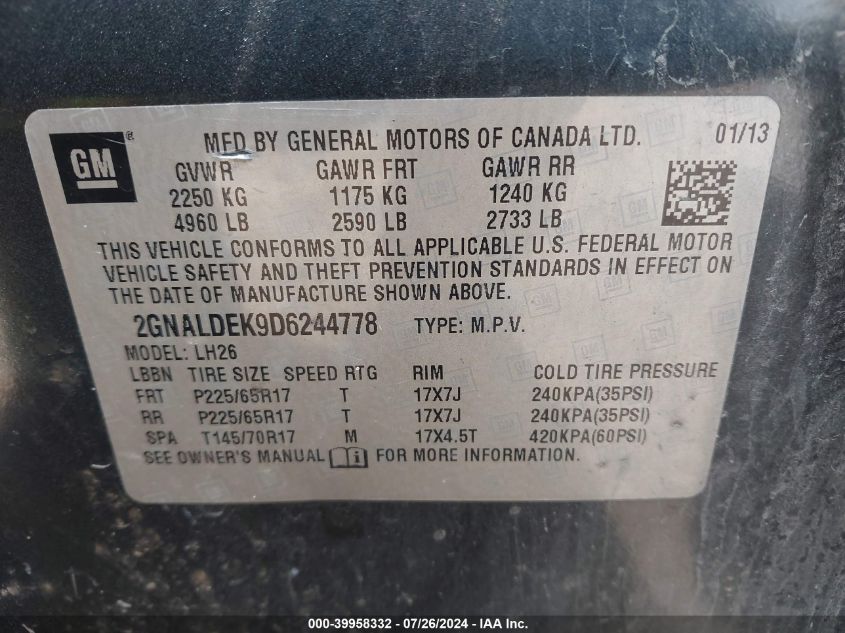 GM ® MFD BY GENERAL MOTORS OF CANADA LTD. 01/13
GVWR GAWR FRT GAWR RR
2250 KG 1175 KG 1240 KG
4960 LB 2590 LB 2733 LB
THIS VEHICLE CONFORMS TO ALL APPLICABLE U.S. FEDERAL MOTOR
VEHICLE SAFETY AND THEFT PREVENTION STANDARDS IN EFFECT ON
THE DATE OF MANUFACTURE SHOWN ABOVE.
2GNALDEK9D6244778 TYPE: M.P.V.
MODEL: LH26
LBBN TIRE SIZE SPEED RTG RIM COLD TIRE PRESSURE
FRT P225/65R17 T 17X7J 240KPA(35PSI)
RR P225/65R17 T 17X7J 240KPA(35PSI)
SPA T145/70R17 M 17X4.5T 420KPA(60PSI)
SEE OWNER'S MANUAL i FOR MORE INFORMATION.
000-39958332 / 07/26/2024 - IAA Inc.